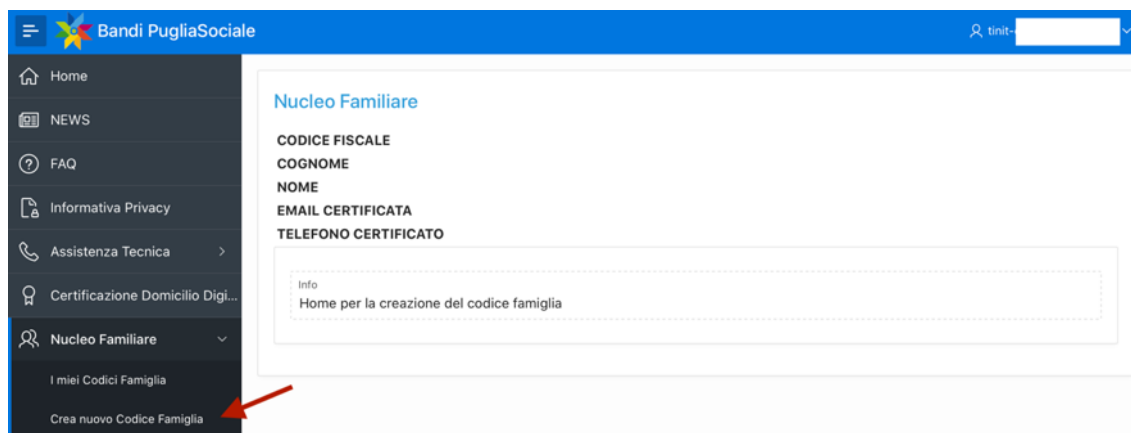 Bandi PugliaSociale
tinit-
Home
NEWS
FAQ
Informativa Privacy
Assistenza Tecnica
Certificazione Domicilio Digi...
Nucleo Familiare
I miei Codici Famiglia
Crea nuovo Codice Famiglia
Nucleo Familiare
CODICE FISCALE
COGNOME
NOME
EMAIL CERTIFICATA
TELEFONO CERTIFICATO
Info
Home per la creazione del codice famiglia